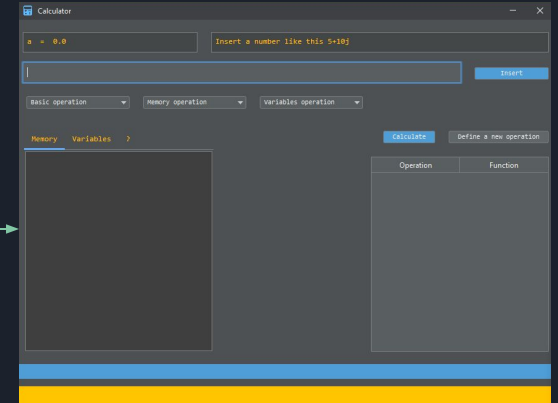 Calculator
a = 0.0
Insert a number like this 5+10j
Insert
Basic operation
Memory operation
Variables operation
Calculate
Define a new operation
Memory Variables ?
Operation Function